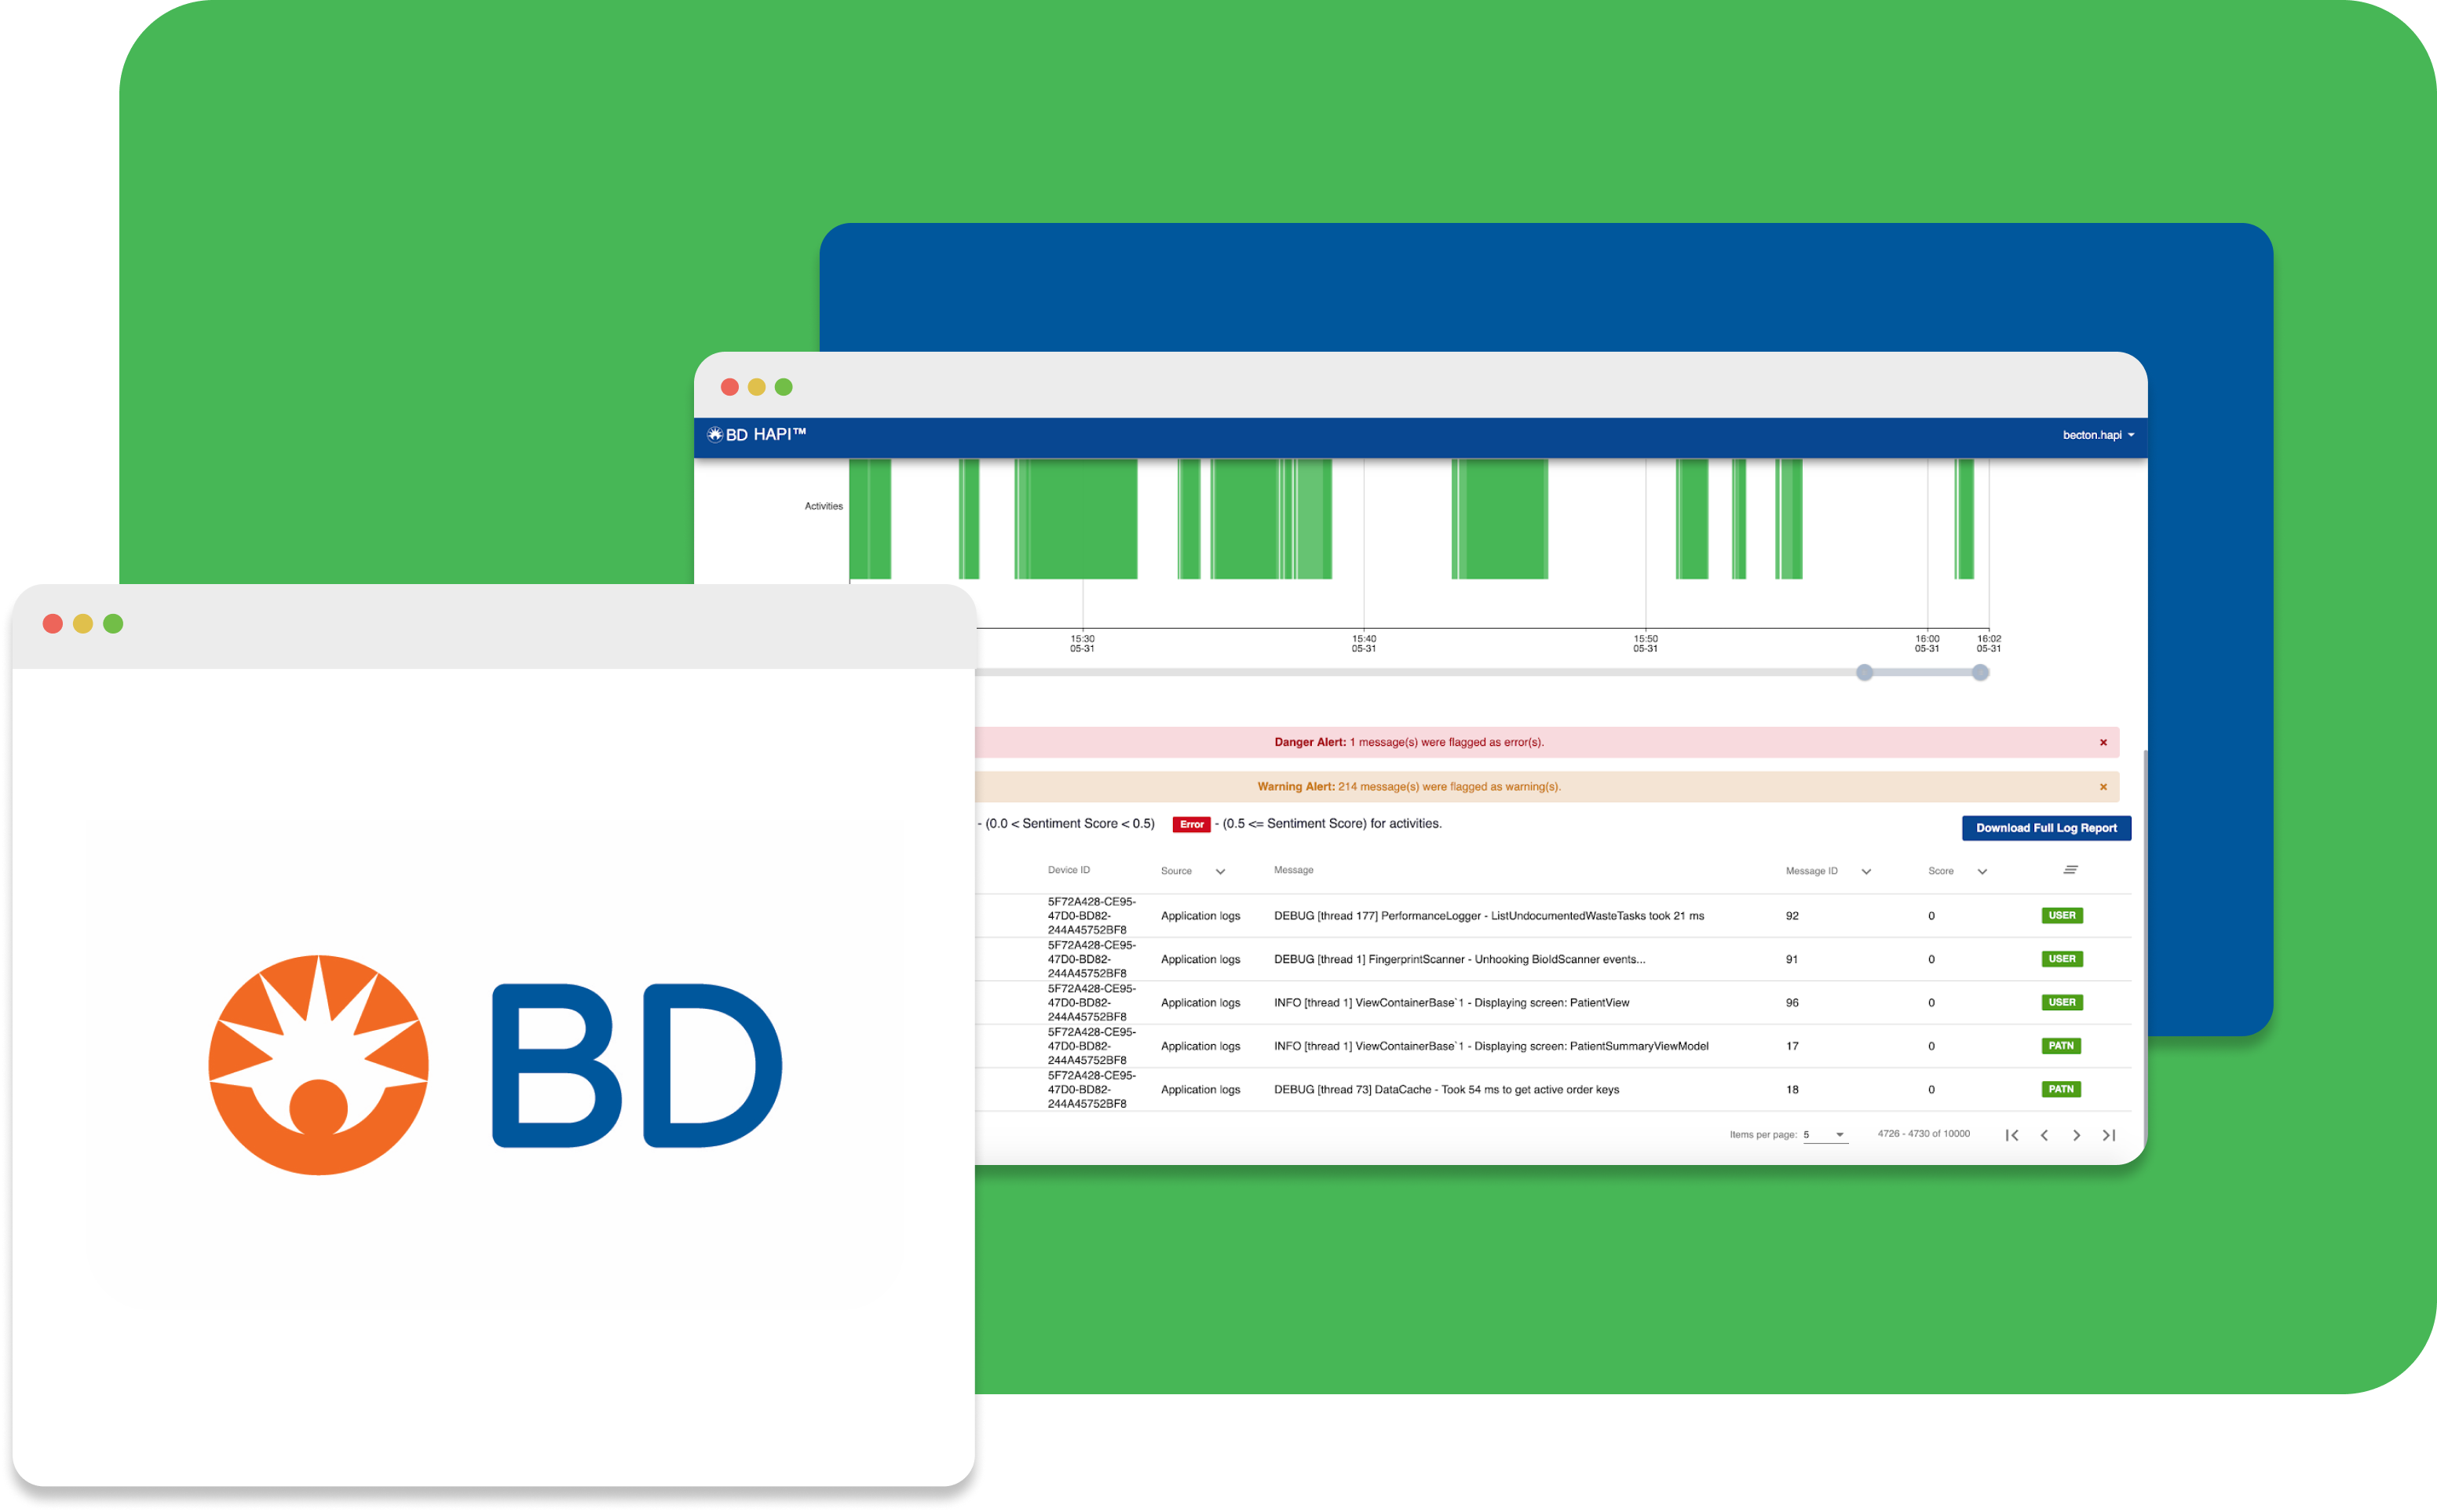 BD HAPI™
becton.hapi
Activities
15:30
05-31
15:40
05-31
15:50
05-31
16:00
05-31
16:02
05-31
Danger Alert: 1 message(s) were flagged as error(s).
×
Warning Alert: 214 message(s) were flagged as warning(s).
×
- (0.0 < Sentiment Score < 0.5) Error - (0.5 <= Sentiment Score) for activities.
Download Full Log Report
Device ID Source Message Message ID Score
5F72A428-CE95-
47D0-BD82-
244A45752BF8
Application logs DEBUG [thread 177] PerformanceLogger - ListUndocumentedWasteTasks took 21 ms 92 0 USER
5F72A428-CE95-
47D0-BD82-
244A45752BF8
Application logs DEBUG [thread 1] FingerprintScanner - Unhooking BioIdScanner events... 91 0 USER
5F72A428-CE95-
47D0-BD82-
244A45752BF8
Application logs INFO [thread 1] ViewContainerBase`1 - Displaying screen: PatientView 96 0 USER
5F72A428-CE95-
47D0-BD82-
244A45752BF8
Application logs INFO [thread 1] ViewContainerBase`1 - Displaying screen: PatientSummaryViewModel 17 0 PATN
5F72A428-CE95-
47D0-BD82-
244A45752BF8
Application logs DEBUG [thread 73] DataCache - Took 54 ms to get active order keys 18 0 PATN
Items per page: 5 4726 - 4730 of 10000
BD